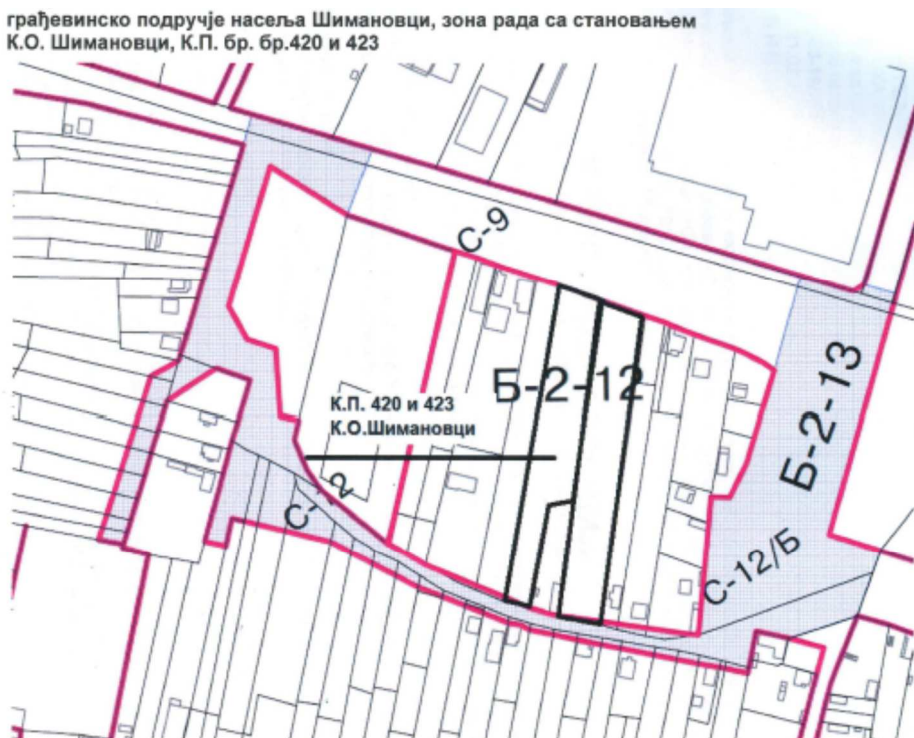 грађевинско подручје насеља Шимановци, зона рада са становањем
К.О. Шимановци, К.П. бр. бр.420 и 423
С-9
Б-2-12
Б-2-13
К.П. 420 и 423
К.О.Шимановци
С-12/Б